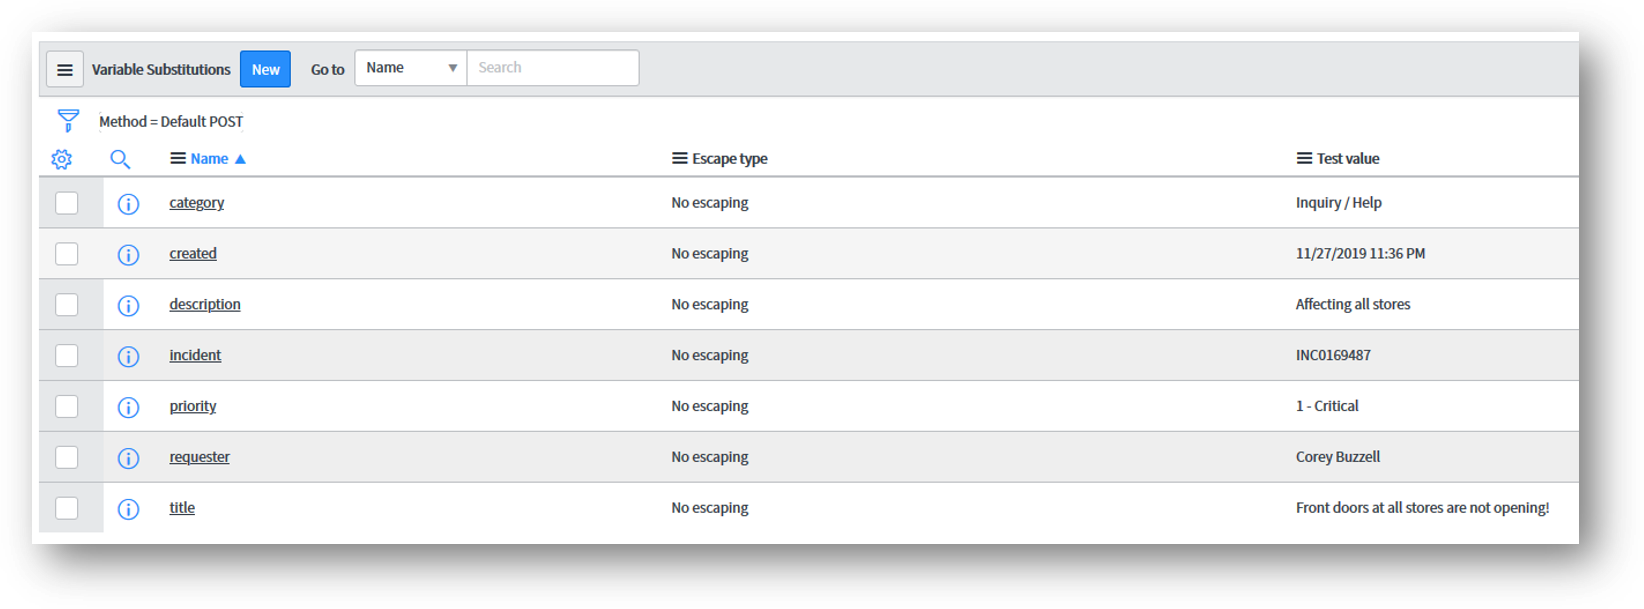 Variable Substitutions New Go to Name Search
Method = Default POST
Name Escape type Test value
category No escaping Inquiry / Help
created No escaping 11/27/2019 11:36 PM
description No escaping Affecting all stores
incident No escaping INC0169487
priority No escaping 1 - Critical
requester No escaping Corey Buzzell
title No escaping Front doors at all stores are not opening!